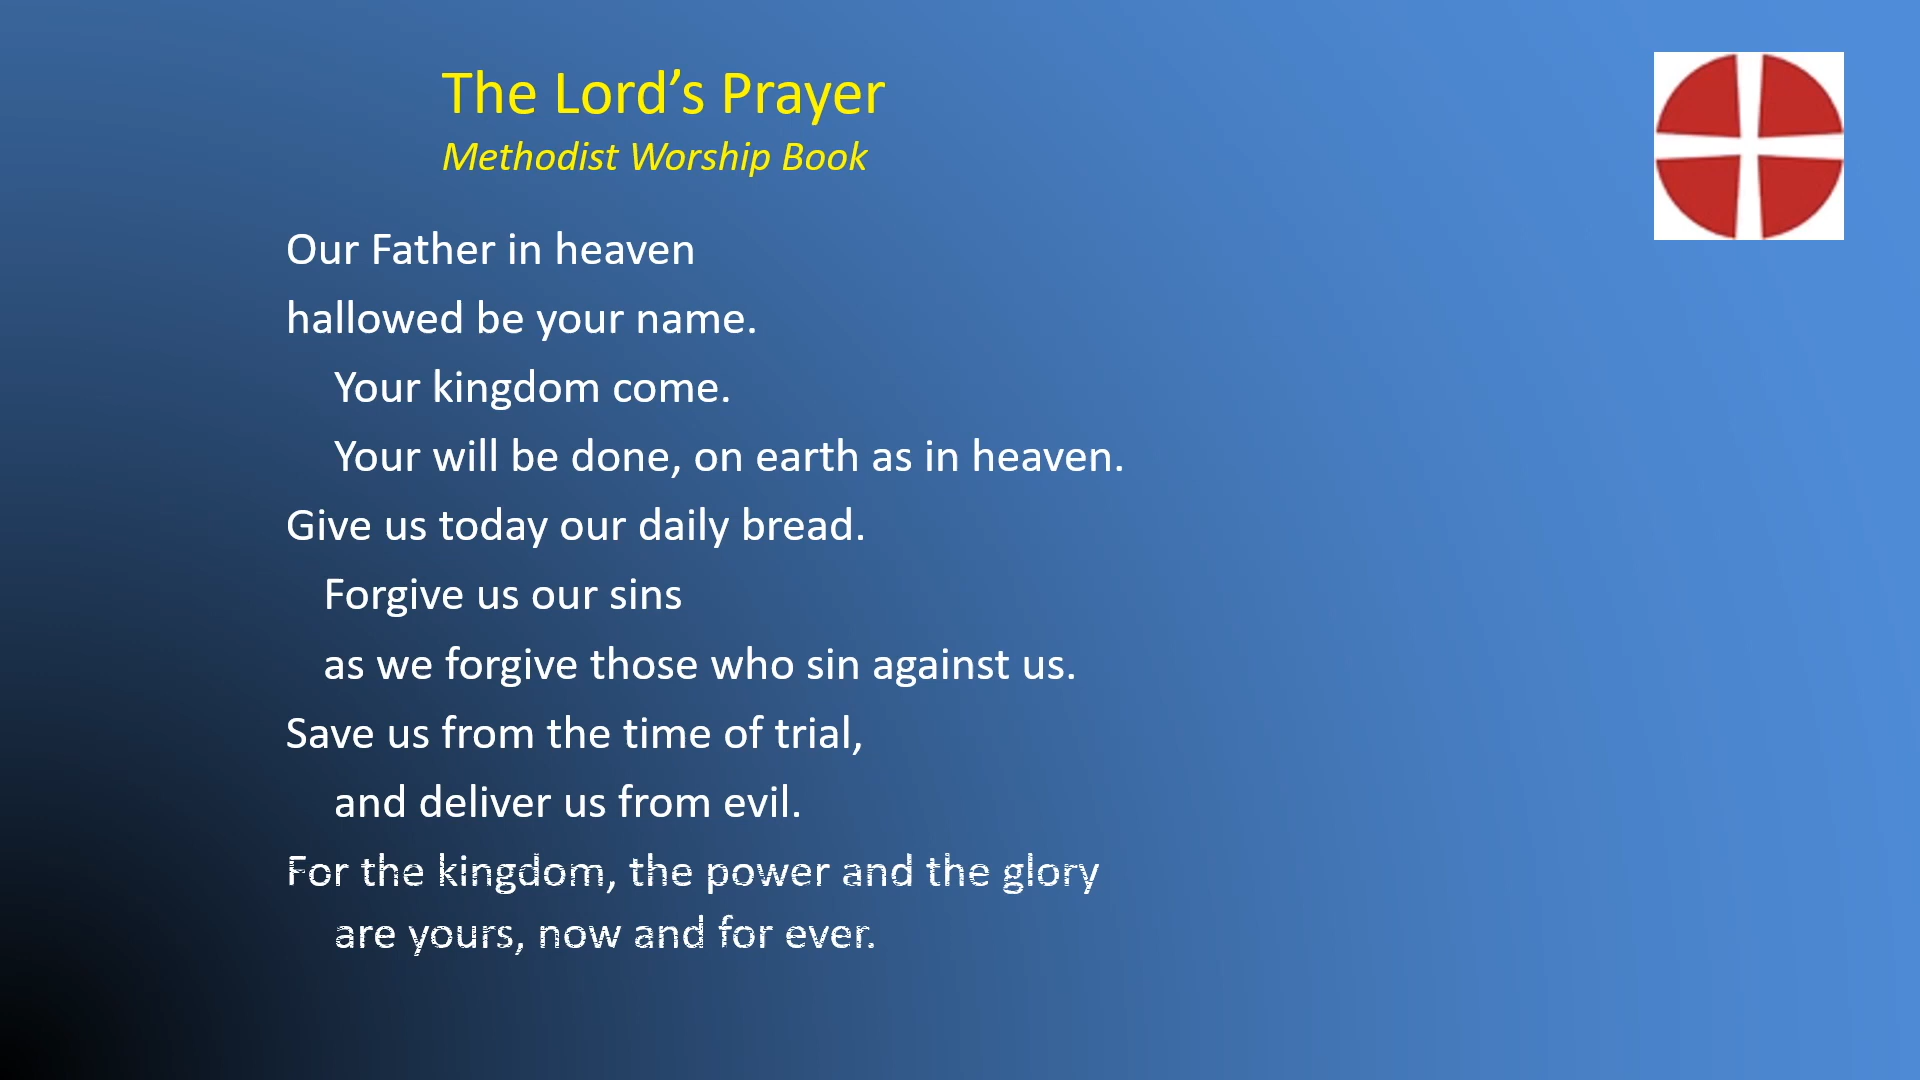 The Lord’s Prayer
Methodist Worship Book
Our Father in heaven
hallowed be your name.
Your kingdom come.
Your will be done, on earth as in heaven.
Give us today our daily bread.
Forgive us our sins
as we forgive those who sin against us.
Save us from the time of trial,
and deliver us from evil.
For the kingdom, the power and the glory
are yours, now and for ever.